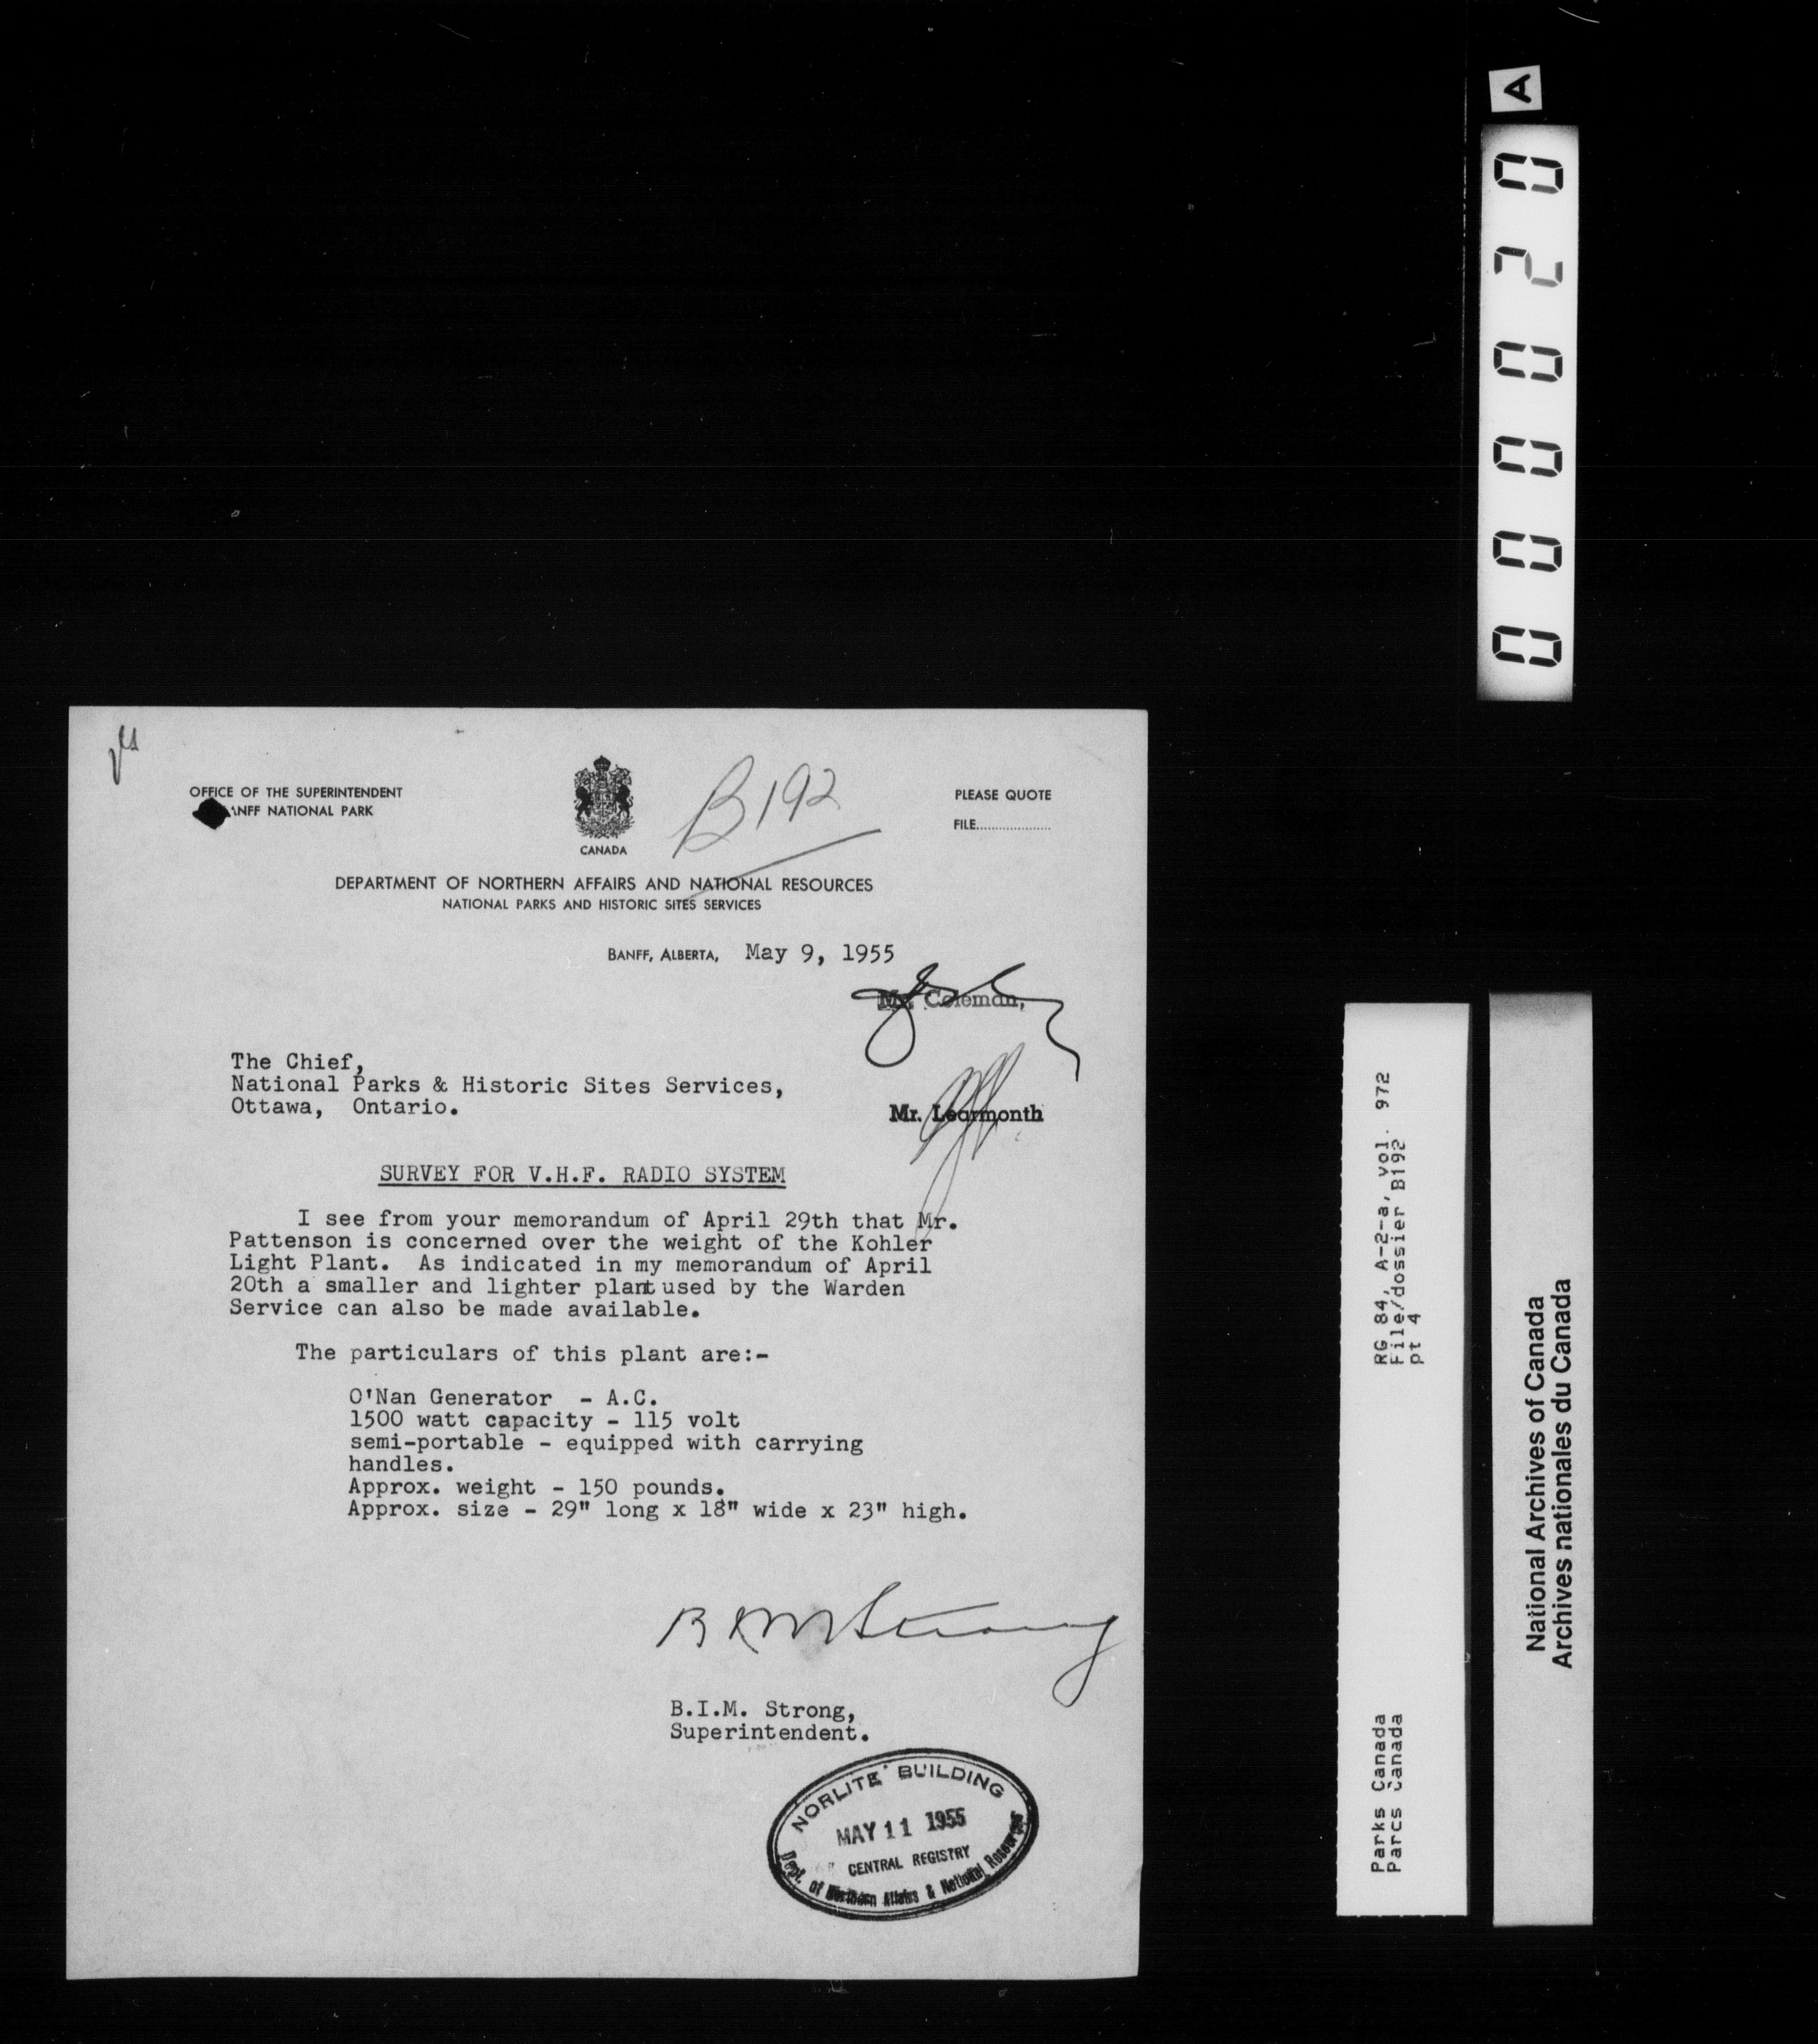 A
000020
OFFICE OF THE SUPERINTENDENT
ANFF NATIONAL PARK
CANADA
B192
PLEASE QUOTE
FILE....................
DEPARTMENT OF NORTHERN AFFAIRS AND NATIONAL RESOURCES
NATIONAL PARKS AND HISTORIC SITES SERVICES
BANFF, ALBERTA, May 9, 1955
Mr. Coleman,
The Chief,
National Parks & Historic Sites Services,
Ottawa, Ontario.
Mr. Learmonth
SURVEY FOR V.H.F. RADIO SYSTEM
I see from your memorandum of April 29th that Mr.
Pattenson is concerned over the weight of the Kohler
Light Plant. As indicated in my memorandum of April
20th a smaller and lighter plant used by the Warden
Service can also be made available.
The particulars of this plant are:-
O'Nan Generator - A.C.
1500 watt capacity - 115 volt
semi-portable - equipped with carrying
handles.
Approx. weight - 150 pounds.
Approx. size - 29" long x 18" wide x 23" high.
B I M Strong
B.I.M. Strong,
Superintendent.
NORLITE BUILDING
MAY 11 1955
CENTRAL REGISTRY
Dept. of Northern Affairs & National Resources
RG 84, A-2-a, vol. 972
File/dossier B192
pt 4
Parks Canada
Parcs Canada
National Archives of Canada
Archives nationales du Canada